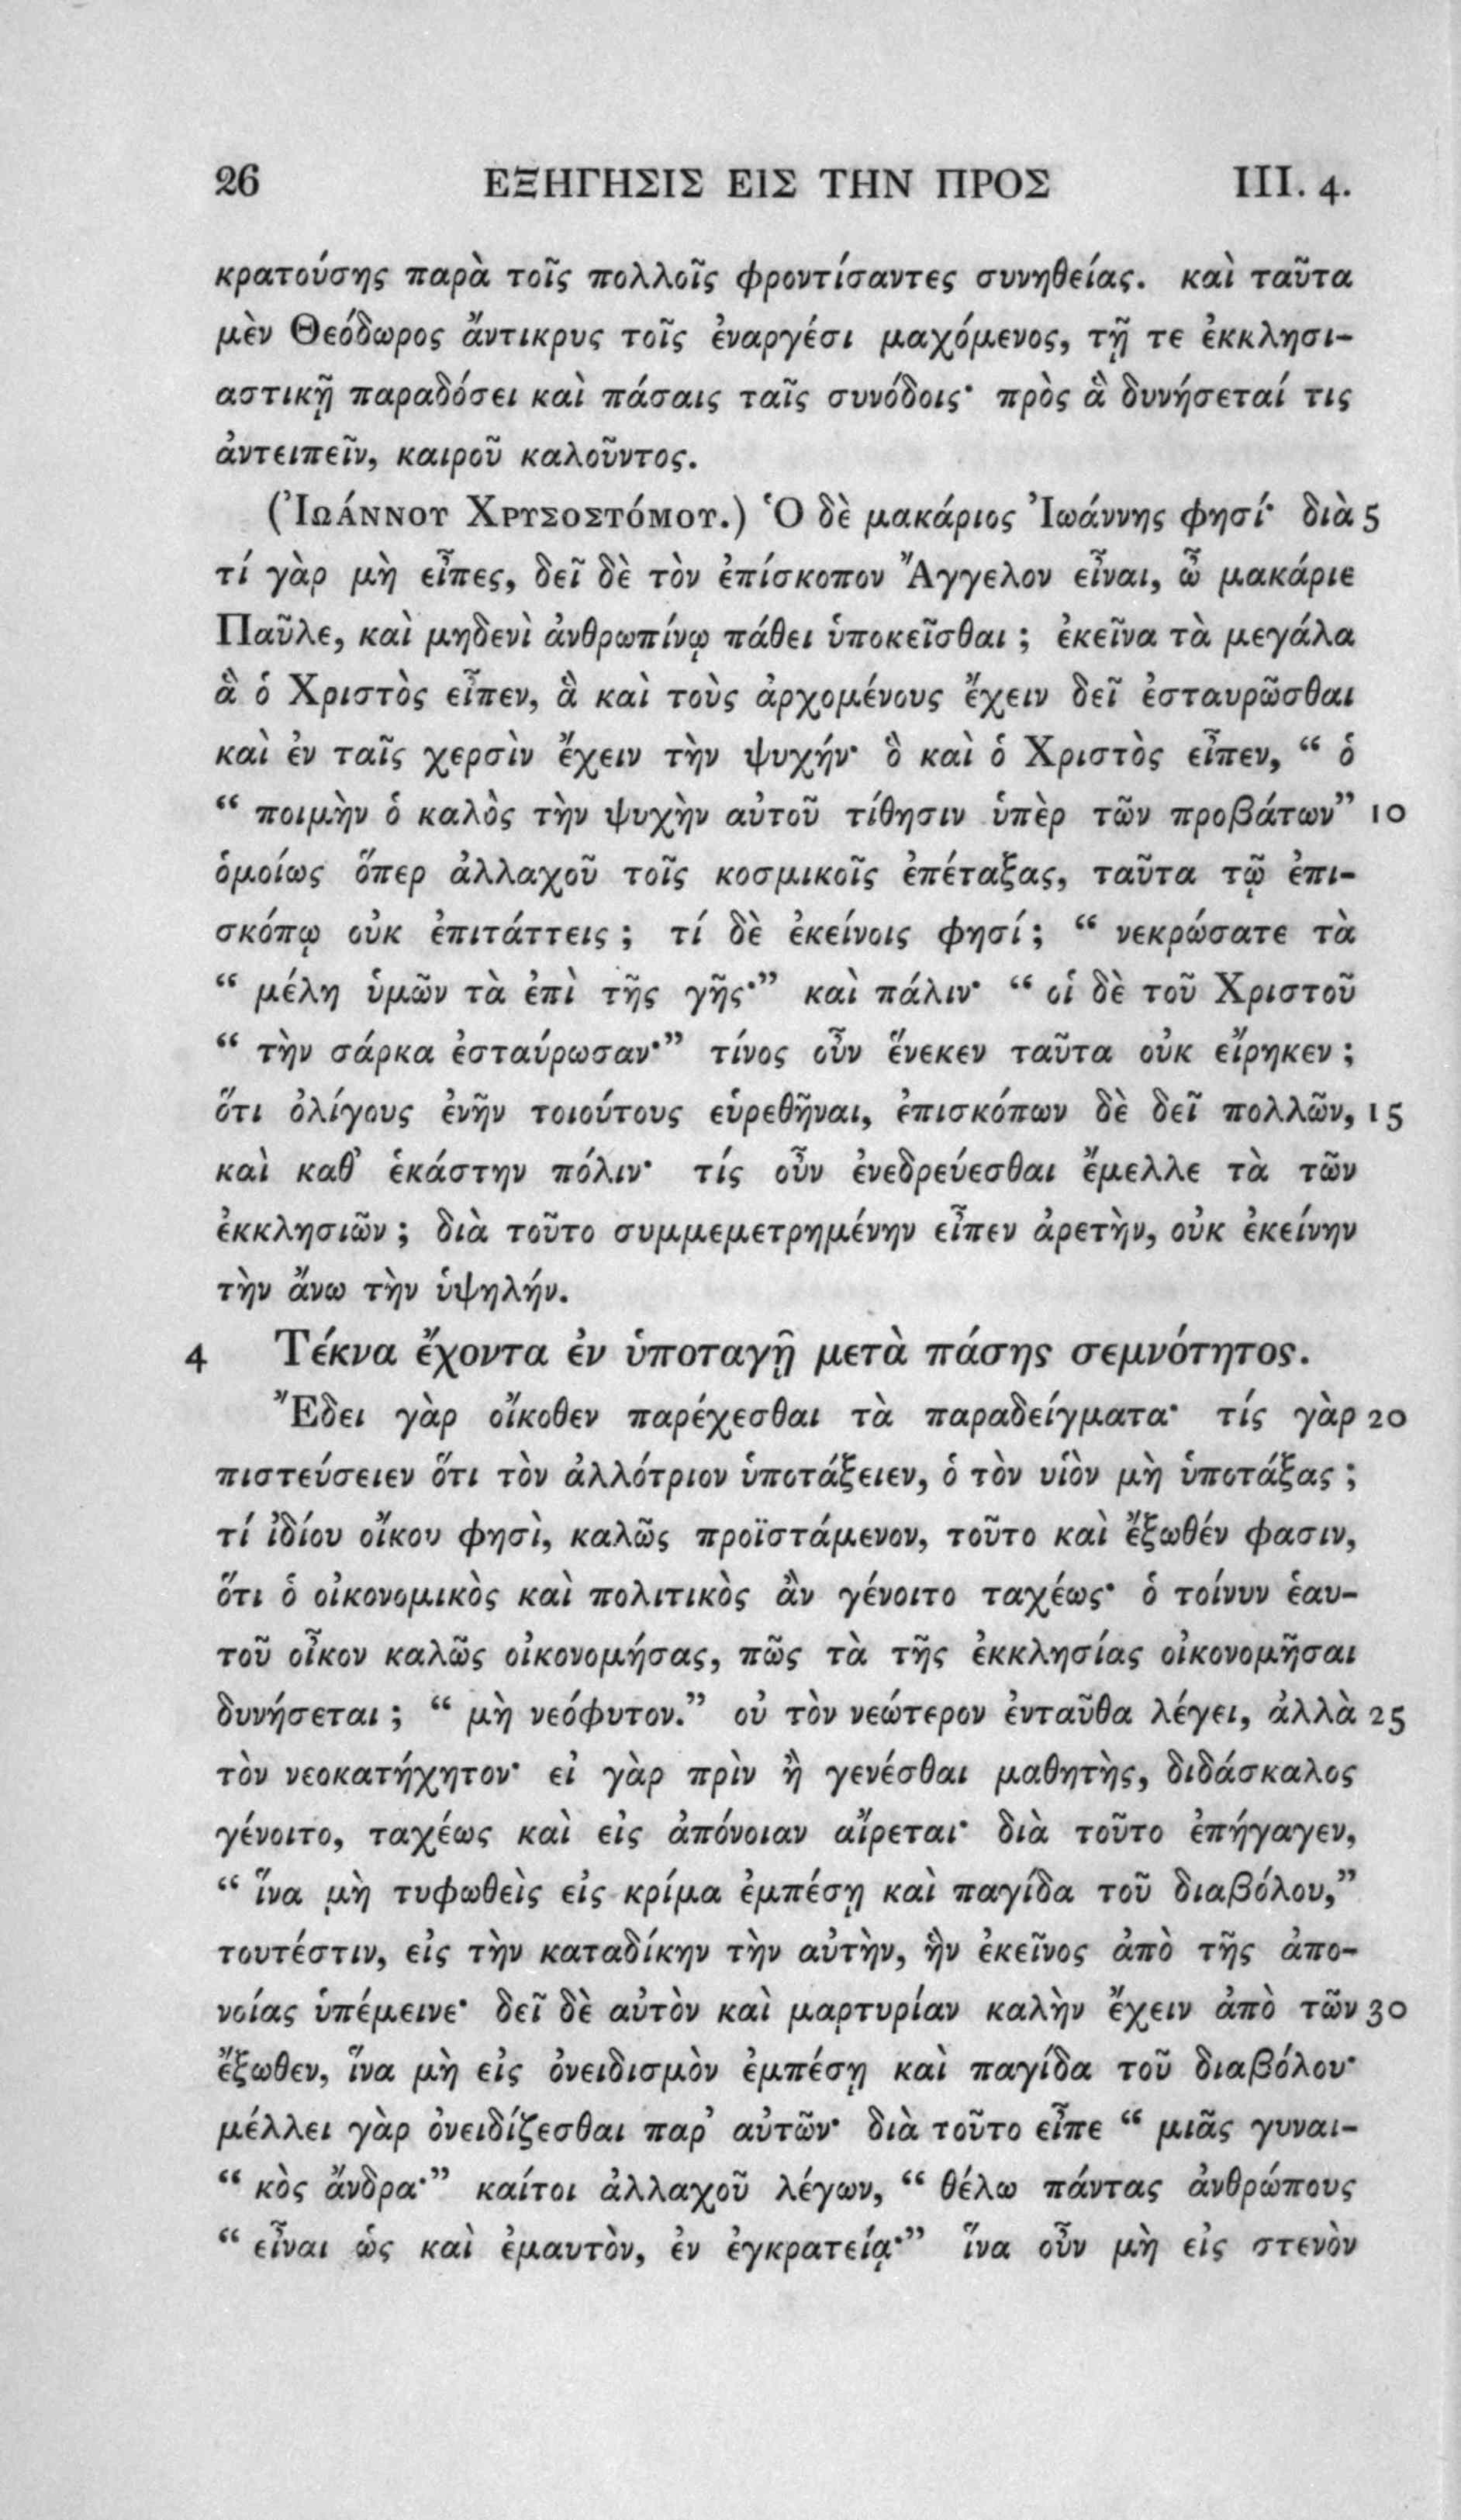 26 ΕΞΗΓΗΣΙΣ ΕΙΣ ΤΗΝ ΠΡΟΣ III. 4.
κρατούσης παρὰ τοῖς πολλοῖς φροντίσαντες συνηθείας. καὶ ταῦτα
μὲν Θεόδωρος ἄντικρυς τοῖς ἐναργέσι μαχόμενος, τῇ τε ἐκκλησι-
αστικῇ παραδόσει καὶ πάσαις ταῖς συνόδοις· πρὸς ἃ δυνήσεταί τις
ἀντειπεῖν, καιροῦ καλοῦντος.
(ἸΩΆΝΝΟΥ ΧΡΥΣΟΣΤΌΜΟΥ.) Ὁ δὲ μακάριος Ἰωάννης φησί· διὰ 5
τί γὰρ μὴ εἶπες, δεῖ δὲ τὸν ἐπίσκοπον Ἄγγελον εἶναι, ὦ μακάριε
Παῦλε, καὶ μηδενὶ ἀνθρωπίνῳ πάθει ὑποκεῖσθαι ; ἐκεῖνα τὰ μεγάλα
ἃ ὁ Χριστὸς εἶπεν, ἃ καὶ τοὺς ἀρχομένους ἔχειν δεῖ ἐσταυρῶσθαι
καὶ ἐν ταῖς χερσὶν ἔχειν τὴν ψυχήν· ὃ καὶ ὁ Χριστὸς εἶπεν, “ ὁ
“ ποιμὴν ὁ καλὸς τὴν ψυχὴν αὐτοῦ τίθησιν ὑπὲρ τῶν προβάτων” 10
ὁμοίως ὅπερ ἀλλαχοῦ τοῖς κοσμικοῖς ἐπέταξας, ταῦτα τῷ ἐπι-
σκόπῳ οὐκ ἐπιτάττεις ; τί δὲ ἐκείνοις φησί ; “ νεκρώσατε τὰ
“ μέλη ὑμῶν τὰ ἐπὶ τῆς γῆς·” καὶ πάλιν· “ οἱ δὲ τοῦ Χριστοῦ
“ τὴν σάρκα ἐσταύρωσαν·” τίνος οὖν ἕνεκεν ταῦτα οὐκ εἴρηκεν ;
ὅτι ὀλίγους ἐνῆν τοιούτους εὑρεθῆναι, ἐπισκόπων δὲ δεῖ πολλῶν, 15
καὶ καθ’ ἑκάστην πόλιν· τίς οὖν ἐνεδρεύεσθαι ἔμελλε τὰ τῶν
ἐκκλησιῶν ; διὰ τοῦτο συμμεμετρημένην εἶπεν ἀρετὴν, οὐκ ἐκείνην
τὴν ἄνω τὴν ὑψηλήν.
4 Τέκνα ἔχοντα ἐν ὑποταγῇ μετὰ πάσης σεμνότητος.
Ἔδει γὰρ οἴκοθεν παρέχεσθαι τὰ παραδείγματα· τίς γὰρ 20
πιστεύσειεν ὅτι τὸν ἀλλότριον ὑποτάξειεν, ὁ τὸν υἱὸν μὴ ὑποτάξας ;
τί ἰδίου οἴκου φησὶ, καλῶς προϊστάμενον, τοῦτο καὶ ἔξωθέν φασιν,
ὅτι ὁ οἰκονομικὸς καὶ πολιτικὸς ἂν γένοιτο ταχέως· ὁ τοίνυν ἑαυ-
τοῦ οἶκον καλῶς οἰκονομήσας, πῶς τὰ τῆς ἐκκλησίας οἰκονομῆσαι
δυνήσεται ; “ μὴ νεόφυτον.” οὐ τὸν νεώτερον ἐνταῦθα λέγει, ἀλλὰ 25
τὸν νεοκατήχητον· εἰ γὰρ πρὶν ἢ γενέσθαι μαθητὴς, διδάσκαλος
γένοιτο, ταχέως καὶ εἰς ἀπόνοιαν αἴρεται· διὰ τοῦτο ἐπήγαγεν,
“ ἵνα μὴ τυφωθεὶς εἰς κρίμα ἐμπέσῃ καὶ παγίδα τοῦ διαβόλου,”
τουτέστιν, εἰς τὴν καταδίκην τὴν αὐτὴν, ἣν ἐκεῖνος ἀπὸ τῆς ἀπο-
νοίας ὑπέμεινε· δεῖ δὲ αὐτὸν καὶ μαρτυρίαν καλὴν ἔχειν ἀπὸ τῶν 30
ἔξωθεν, ἵνα μὴ εἰς ὀνειδισμὸν ἐμπέσῃ καὶ παγίδα τοῦ διαβόλου·
μέλλει γὰρ ὀνειδίζεσθαι παρ’ αὐτῶν· διὰ τοῦτο εἶπε “ μιᾶς γυναι-
“ κὸς ἄνδρα·” καίτοι ἀλλαχοῦ λέγων, “ θέλω πάντας ἀνθρώπους
“ εἶναι ὡς καὶ ἐμαυτὸν, ἐν ἐγκρατείᾳ·” ἵνα οὖν μὴ εἰς στενὸν